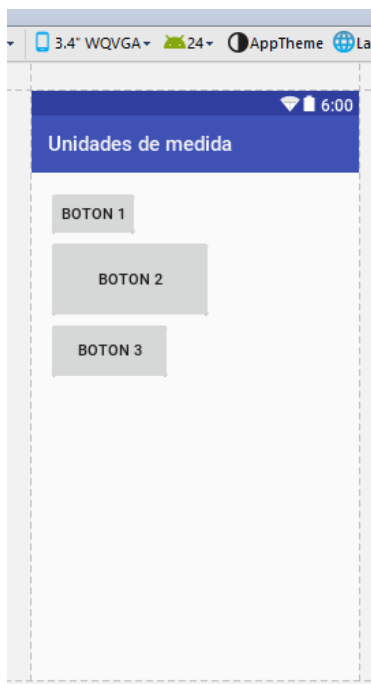 3.4" WQVGA 24 AppTheme La
6:00
Unidades de medida
BOTON 1
BOTON 2
BOTON 3